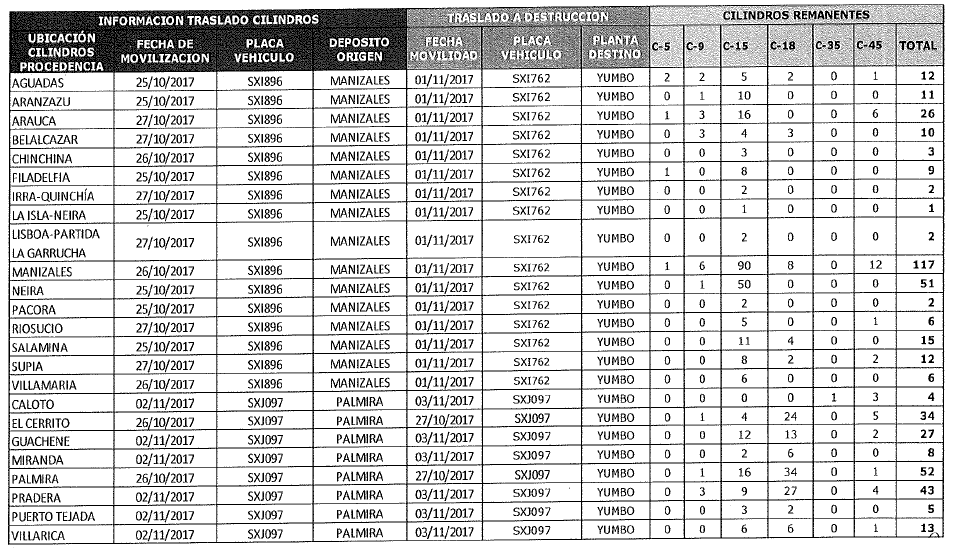 INFORMACION TRASLADO CILINDROS TRASLADO A DESTRUCCION CILINDROS REMANENTES
UBICACIÓN CILINDROS PROCEDENCIA FECHA DE MOVILIZACION PLACA VEHICULO DEPOSITO ORIGEN FECHA MOVILIDAD PLACA VEHICULO PLANTA DESTINO C-5 C-9 C-15 C-18 C-35 C-45 TOTAL
AGUADAS 25/10/2017 SXI896 MANIZALES 01/11/2017 SXI762 YUMBO 2 2 5 2 0 1 12
ARANZAZU 25/10/2017 SXI896 MANIZALES 01/11/2017 SXI762 YUMBO 0 1 10 0 0 0 11
ARAUCA 27/10/2017 SXI896 MANIZALES 01/11/2017 SXI762 YUMBO 1 3 16 0 0 6 26
BELALCAZAR 27/10/2017 SXI896 MANIZALES 01/11/2017 SXI762 YUMBO 0 3 4 3 0 0 10
CHINCHINA 26/10/2017 SXI896 MANIZALES 01/11/2017 SXI762 YUMBO 0 0 3 0 0 0 3
FILADELFIA 25/10/2017 SXI896 MANIZALES 01/11/2017 SXI762 YUMBO 1 0 8 0 0 0 9
IRRA-QUINCHÍA 27/10/2017 SXI896 MANIZALES 01/11/2017 SXI762 YUMBO 0 0 2 0 0 0 2
LA ISLA-NEIRA 25/10/2017 SXI896 MANIZALES 01/11/2017 SXI762 YUMBO 0 0 1 0 0 0 1
LISBOA-PARTIDA LA GARRUCHA 27/10/2017 SXI896 MANIZALES 01/11/2017 SXI762 YUMBO 0 0 2 0 0 0 2
MANIZALES 26/10/2017 SXI896 MANIZALES 01/11/2017 SXI762 YUMBO 1 6 90 8 0 12 117
NEIRA 25/10/2017 SXI896 MANIZALES 01/11/2017 SXI762 YUMBO 0 1 50 0 0 0 51
PACORA 25/10/2017 SXI896 MANIZALES 01/11/2017 SXI762 YUMBO 0 0 2 0 0 0 2
RIOSUCIO 27/10/2017 SXI896 MANIZALES 01/11/2017 SXI762 YUMBO 0 0 5 0 0 1 6
SALAMINA 25/10/2017 SXI896 MANIZALES 01/11/2017 SXI762 YUMBO 0 0 11 4 0 0 15
SUPIA 27/10/2017 SXI896 MANIZALES 01/11/2017 SXI762 YUMBO 0 0 8 2 0 2 12
VILLAMARIA 26/10/2017 SXI896 MANIZALES 01/11/2017 SXI762 YUMBO 0 0 6 0 0 0 6
CALOTO 02/11/2017 SXJ097 PALMIRA 03/11/2017 SXJ097 YUMBO 0 0 0 0 1 3 4
EL CERRITO 26/10/2017 SXJ097 PALMIRA 27/10/2017 SXJ097 YUMBO 0 1 4 24 0 5 34
GUACHENE 02/11/2017 SXJ097 PALMIRA 03/11/2017 SXJ097 YUMBO 0 0 12 13 0 2 27
MIRANDA 02/11/2017 SXJ097 PALMIRA 03/11/2017 SXJ097 YUMBO 0 0 2 6 0 0 8
PALMIRA 26/10/2017 SXJ097 PALMIRA 27/10/2017 SXJ097 YUMBO 0 1 16 34 0 1 52
PRADERA 02/11/2017 SXJ097 PALMIRA 03/11/2017 SXJ097 YUMBO 0 3 9 27 0 4 43
PUERTO TEJADA 02/11/2017 SXJ097 PALMIRA 03/11/2017 SXJ097 YUMBO 0 0 3 2 0 0 5
VILLARICA 02/11/2017 SXJ097 PALMIRA 03/11/2017 SXJ097 YUMBO 0 0 6 6 0 1 13